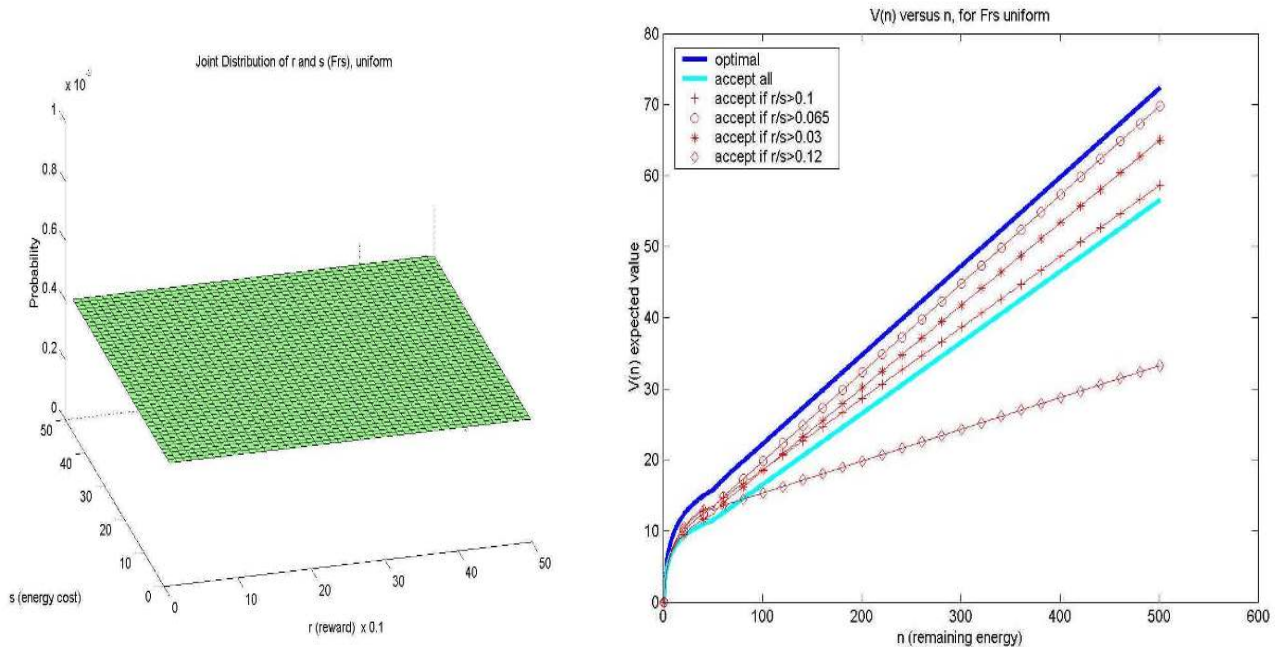 Joint Distribution of r and s (Frs), uniform
x 10⁻³
1
0.8
0.6
0.4
0.2
0
Probability
50
40
30
20
10
0
s (energy cost)
0
10
20
30
40
50
r (reward) x 0.1
V(n) versus n, for Frs uniform
optimal
accept all
accept if r/s>0.1
accept if r/s>0.065
accept if r/s>0.03
accept if r/s>0.12
80
70
60
50
40
30
20
10
0
V(n) expected value
0
100
200
300
400
500
600
n (remaining energy)